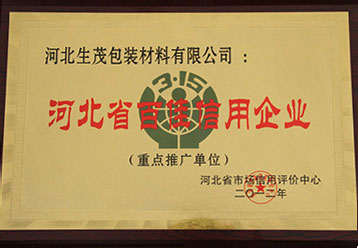 河北生茂包装材料有限公司：
3·15
河北省百佳信用企业
（重点推广单位）
河北省市场信用评价中心
二〇一二年